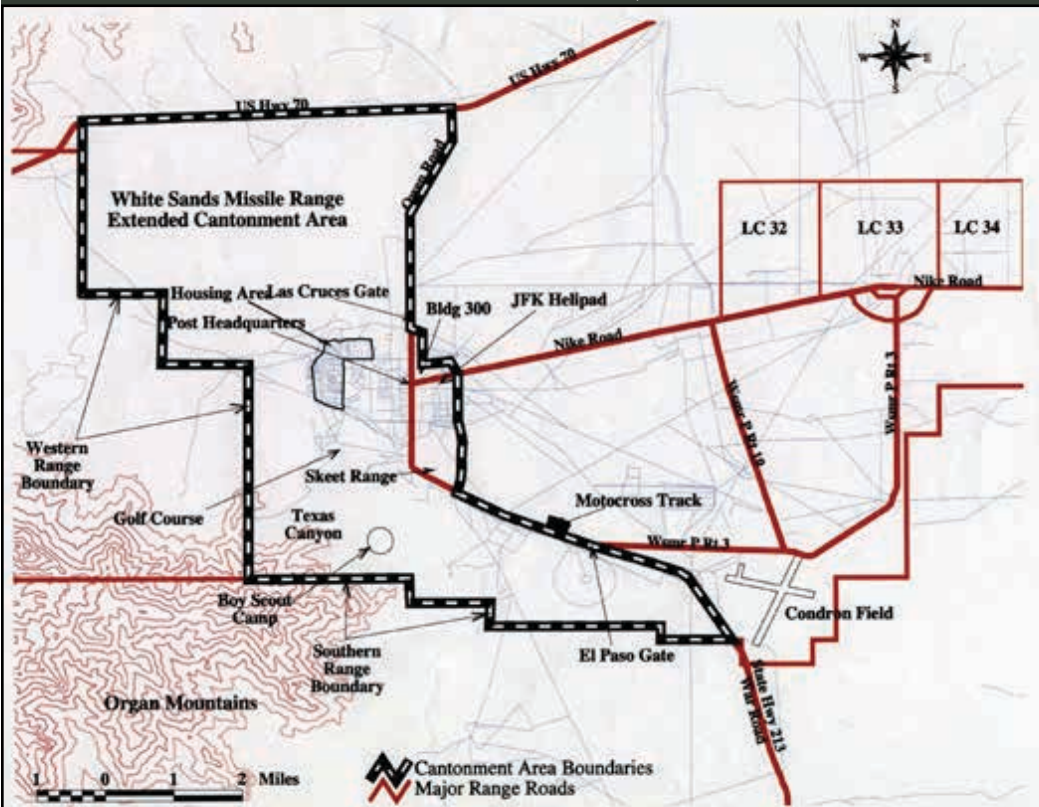 N
W
E
S
US Hwy 70
US Hwy 70
Owen Road
White Sands Missile Range
Extended Cantonment Area
LC 32
LC 33
LC 34
Housing Area
Las Cruces Gate
Bldg 300
JFK Helipad
Nike Road
Post Headquarters
Nike Road
Wsmr P Rt 10
Wsmr P Rt 3
Western
Range
Boundary
Skeet Range
Motocross Track
Golf Course
Texas
Canyon
Wsmr P Rt 3
Boy Scout
Camp
Condron Field
Southern
Range
Boundary
El Paso Gate
State Hwy 213
War Road
Organ Mountains
1 0 1 2 Miles
Cantonment Area Boundaries
Major Range Roads